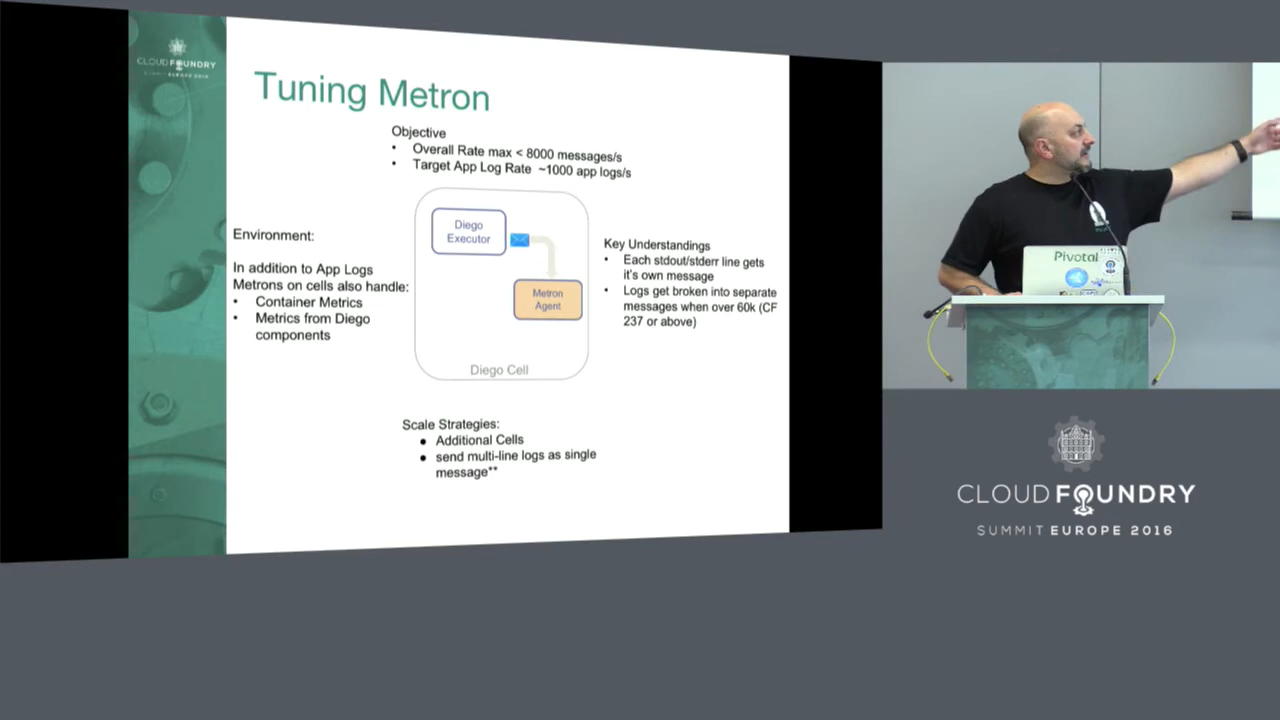 CLOUD FOUNDRY
SUMMIT EUROPE 2016
Tuning Metron
Objective
• Overall Rate max < 8000 messages/s
• Target App Log Rate ~1000 app logs/s
Environment:
In addition to App Logs
Metrons on cells also handle:
• Container Metrics
• Metrics from Diego
components
Diego
Executor
Metron
Agent
Diego Cell
Key Understandings
• Each stdout/stderr line gets
it's own message
• Logs get broken into separate
messages when over 60k (CF
237 or above)
Scale Strategies:
● Additional Cells
● send multi-line logs as single
message**
Pivotal
CLOUD FOUNDRY
SUMMIT EUROPE 2016